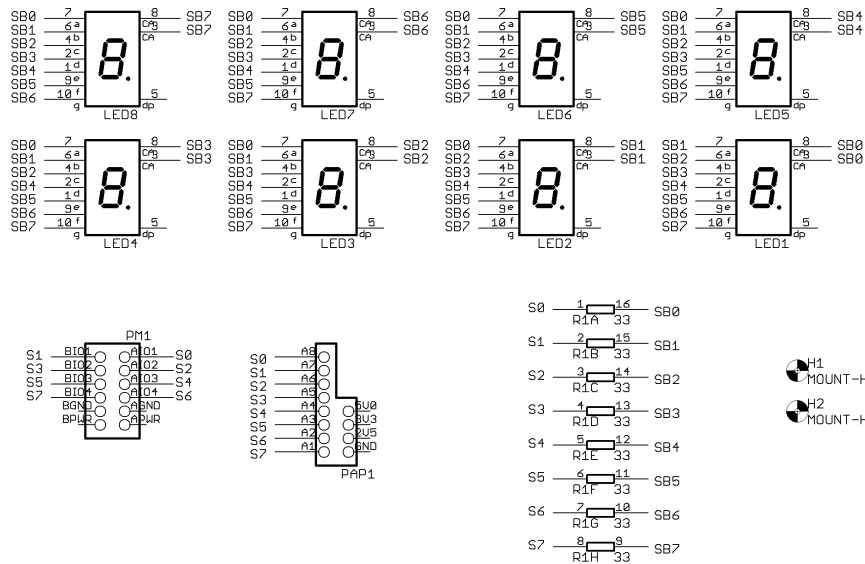 SB0 7 8 SB7
SB1 6 a CA 3 SB7
SB2 4 b CA
SB3 2 c
SB4 1 d
SB5 9 e
SB6 10 f 5
g dp
LED8
SB0 7 8 SB6
SB1 6 a CA 3 SB6
SB2 4 b CA
SB3 2 c
SB4 1 d
SB5 9 e
SB7 10 f 5
g dp
LED7
SB0 7 8 SB5
SB1 6 a CA 3 SB5
SB2 4 b CA
SB3 2 c
SB4 1 d
SB6 9 e
SB7 10 f 5
g dp
LED6
SB0 7 8 SB4
SB1 6 a CA 3 SB4
SB2 4 b CA
SB3 2 c
SB5 1 d
SB6 9 e
SB7 10 f 5
g dp
LED5
SB0 7 8 SB3
SB1 6 a CA 3 SB3
SB2 4 b CA
SB4 2 c
SB5 1 d
SB6 9 e
SB7 10 f 5
g dp
LED4
SB0 7 8 SB2
SB1 6 a CA 3 SB2
SB3 4 b CA
SB4 2 c
SB5 1 d
SB6 9 e
SB7 10 f 5
g dp
LED3
SB0 7 8 SB1
SB2 6 a CA 3 SB1
SB3 4 b CA
SB4 2 c
SB5 1 d
SB6 9 e
SB7 10 f 5
g dp
LED2
SB1 7 8 SB0
SB2 6 a CA 3 SB0
SB3 4 b CA
SB4 2 c
SB5 1 d
SB6 9 e
SB7 10 f 5
g dp
LED1
PM1
S1 BIO1 AIO1 S0
S3 BIO2 AIO2 S2
S5 BIO3 AIO3 S4
S7 BIO4 AIO4 S6
BGND AGND
BPWR APWR
S0 A8
S1 A7
S2 A6
S3 A5
S4 A4 5V0
S5 A3 3V3
S6 A2 2V5
S7 A1 GND
PAP1
S0 1 16 SB0
R1A 33
S1 2 15 SB1
R1B 33
S2 3 14 SB2
R1C 33
S3 4 13 SB3
R1D 33
S4 5 12 SB4
R1E 33
S5 6 11 SB5
R1F 33
S6 7 10 SB6
R1G 33
S7 8 9 SB7
R1H 33
H1
MOUNT-H
H2
MOUNT-H